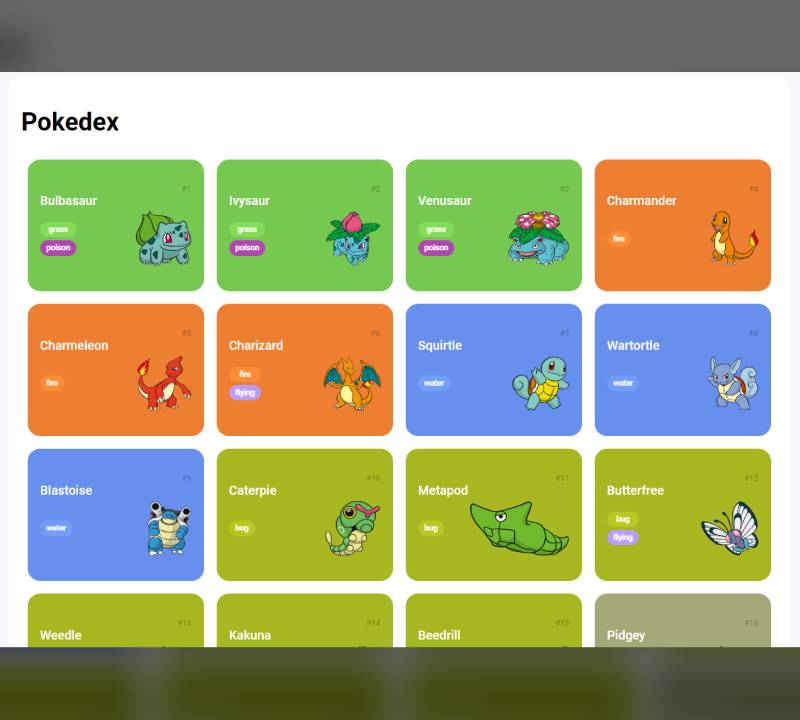 Pokedex
#1
Bulbasaur
grass
poison
#2
Ivysaur
grass
poison
#3
Venusaur
grass
poison
#4
Charmander
fire
#5
Charmeleon
fire
#6
Charizard
fire
flying
#7
Squirtle
water
#8
Wartortle
water
#9
Blastoise
water
#10
Caterpie
bug
#11
Metapod
bug
#12
Butterfree
bug
flying
#13
Weedle
#14
Kakuna
#15
Beedrill
#16
Pidgey